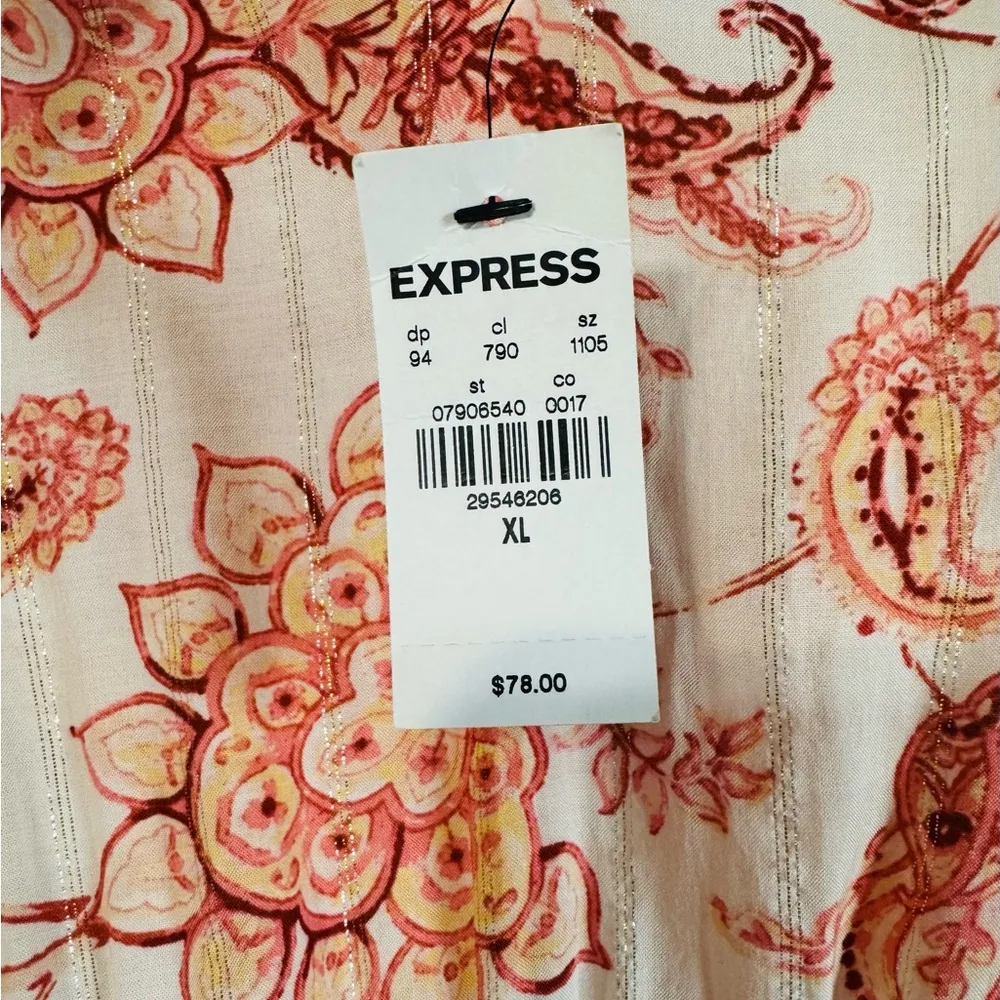 EXPRESS
dp cl sz
94 790 1105
st co
07906540 0017
29546206
XL
$78.00